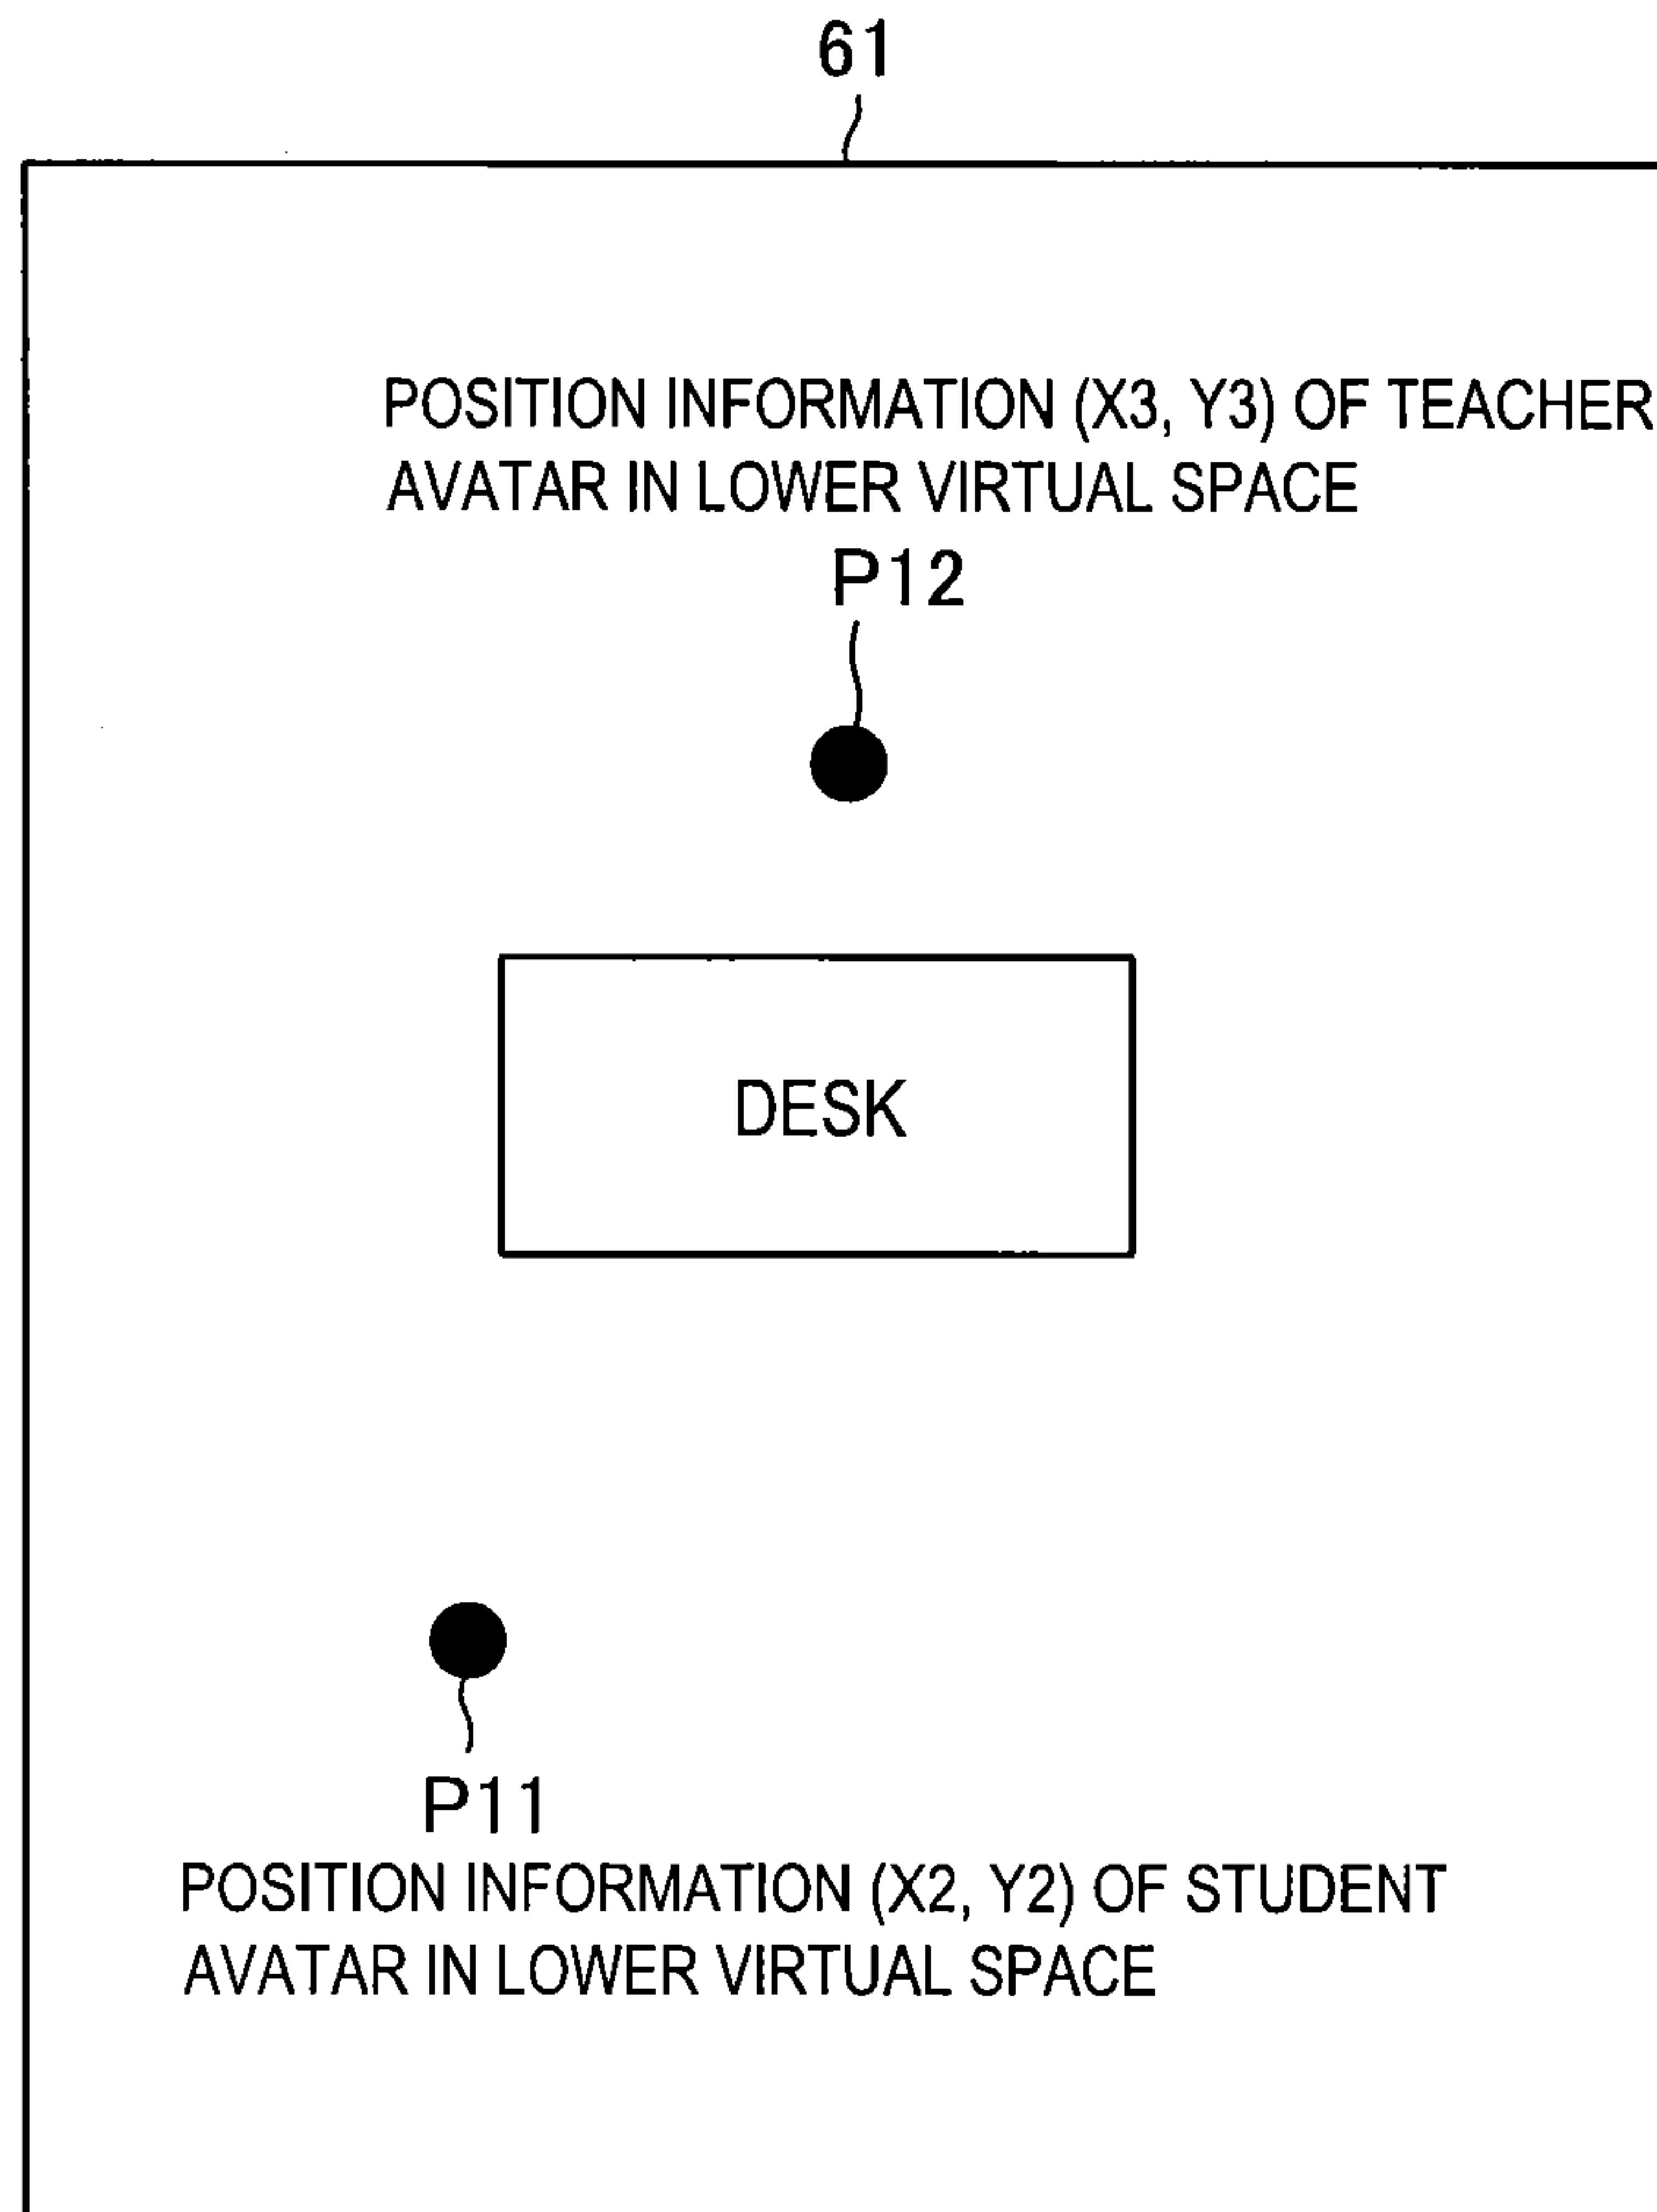 61
POSITION INFORMATION (X3, Y3) OF TEACHER
AVATAR IN LOWER VIRTUAL SPACE
P12
DESK
P11
POSITION INFORMATION (X2, Y2) OF STUDENT
AVATAR IN LOWER VIRTUAL SPACE